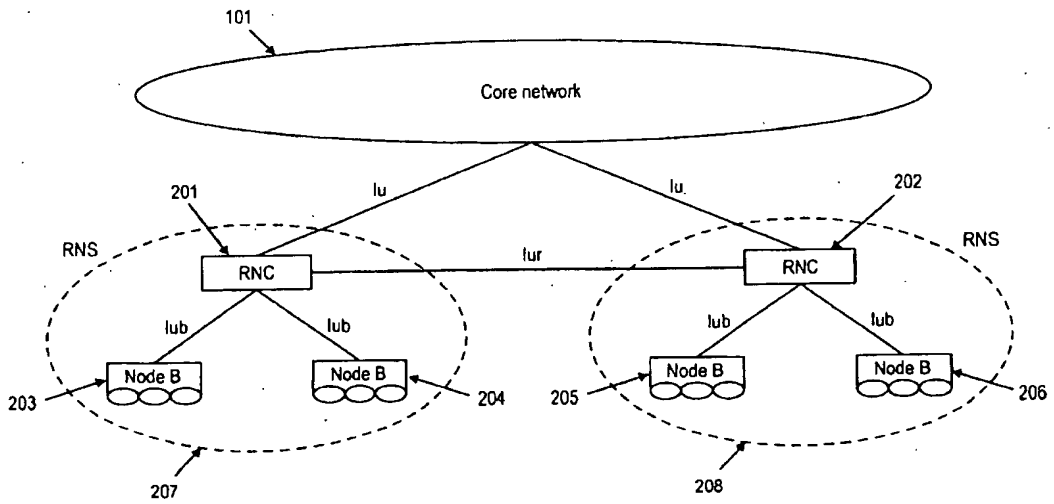 101
Core network
Iu
Iu
201
202
RNS
RNS
RNC
Iur
RNC
Iub
Iub
Iub
Iub
Node B
Node B
Node B
Node B
203
204
205
206
207
208